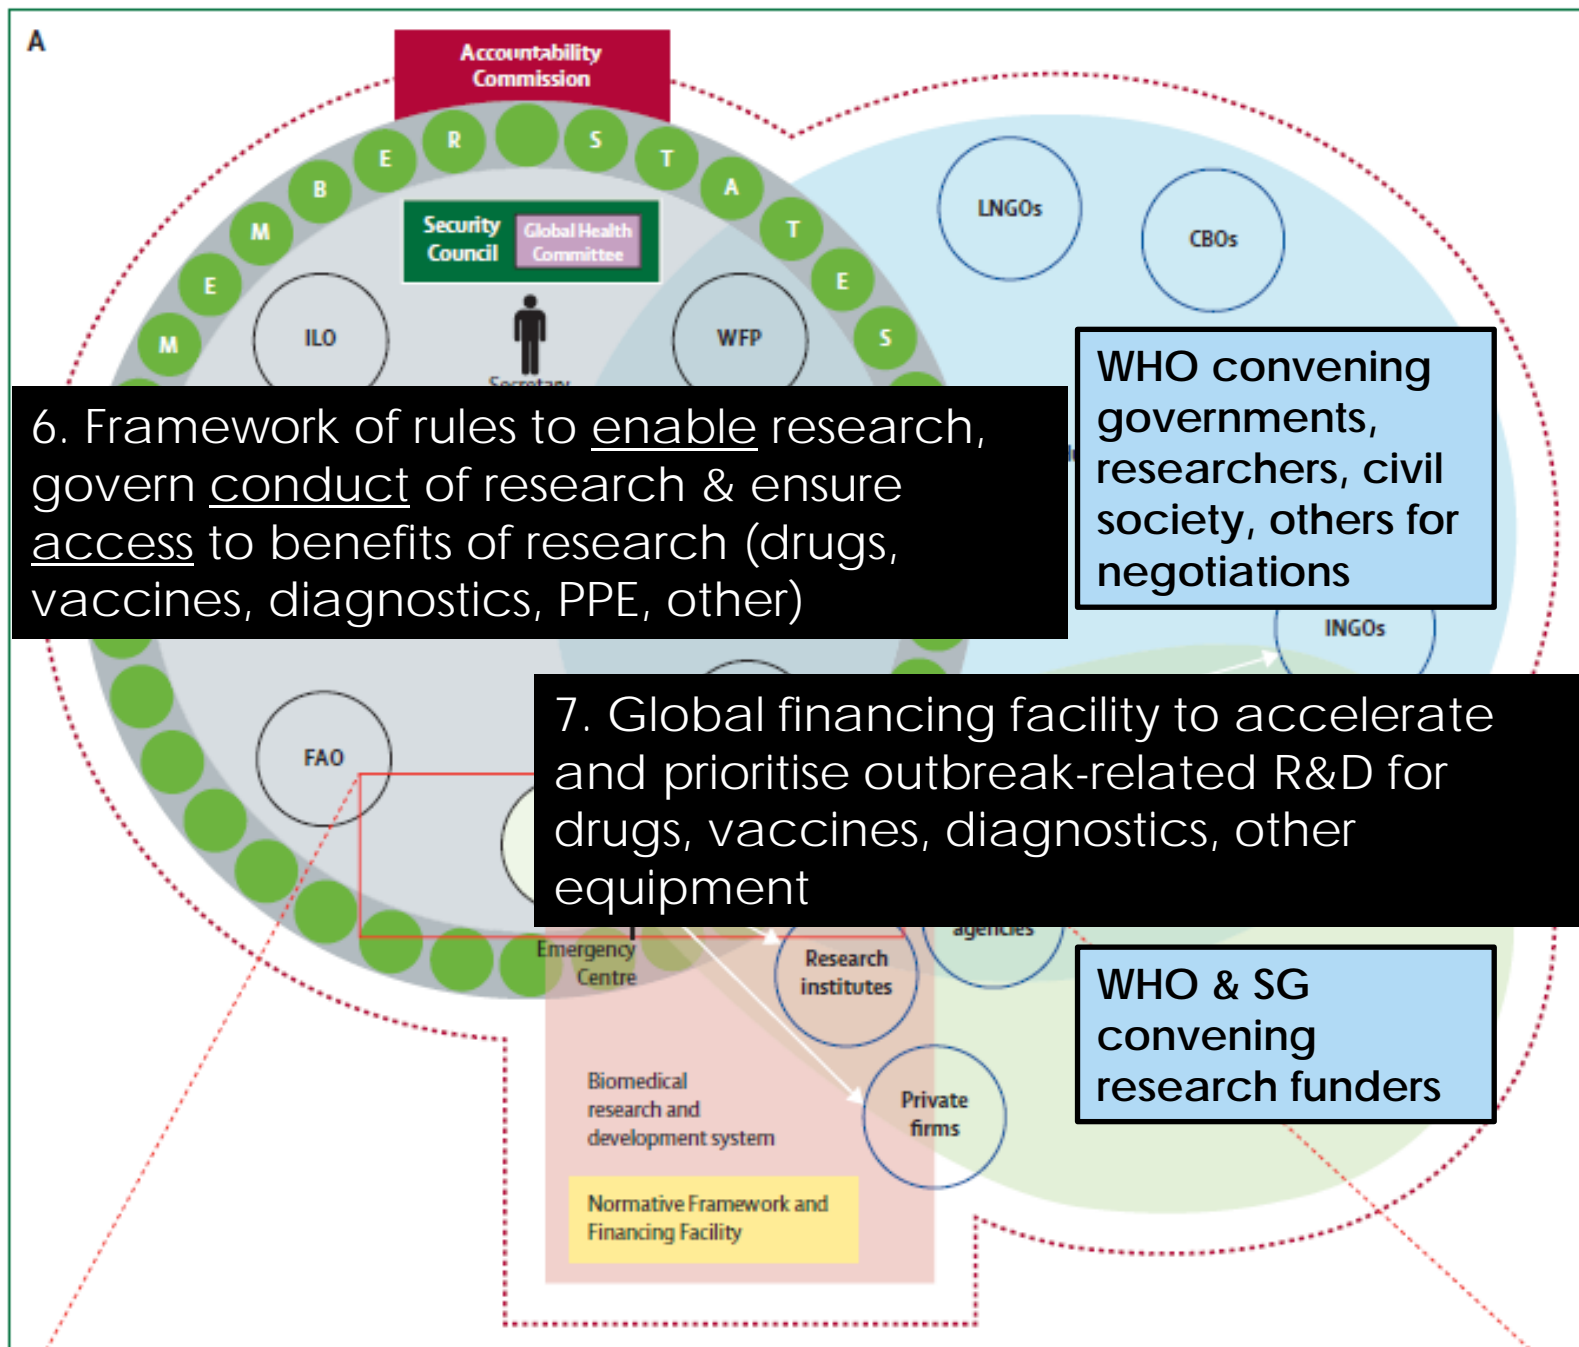 A
Accountability
Commission
MEMBER STATES
Security
Council
Global Health
Committee
LNGOs
CBOs
ILO
WFP
Secretary
6. Framework of rules to enable research,
govern conduct of research & ensure
access to benefits of research (drugs,
vaccines, diagnostics, PPE, other)
WHO convening
governments,
researchers, civil
society, others for
negotiations
INGOs
FAO
7. Global financing facility to accelerate
and prioritise outbreak-related R&D for
drugs, vaccines, diagnostics, other
equipment
agencies
Emergency
Centre
Research
institutes
WHO & SG
convening
research funders
Biomedical
research and
development system
Private
firms
Normative Framework and
Financing Facility